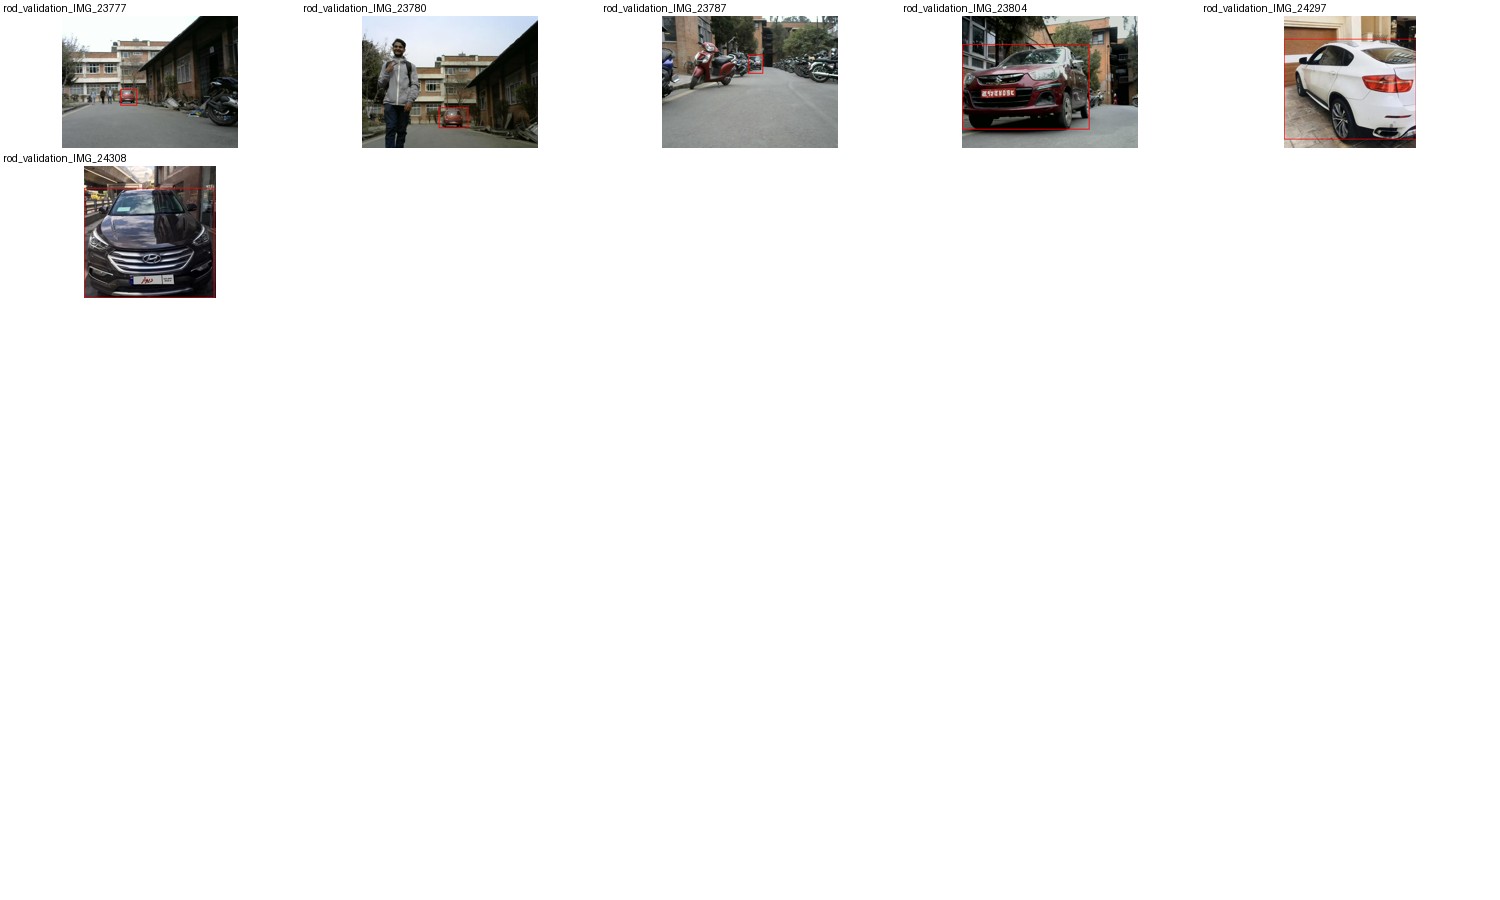 rod_validation_IMG_23777
rod_validation_IMG_23780
rod_validation_IMG_23787
rod_validation_IMG_23804
rod_validation_IMG_24297
rod_validation_IMG_24308